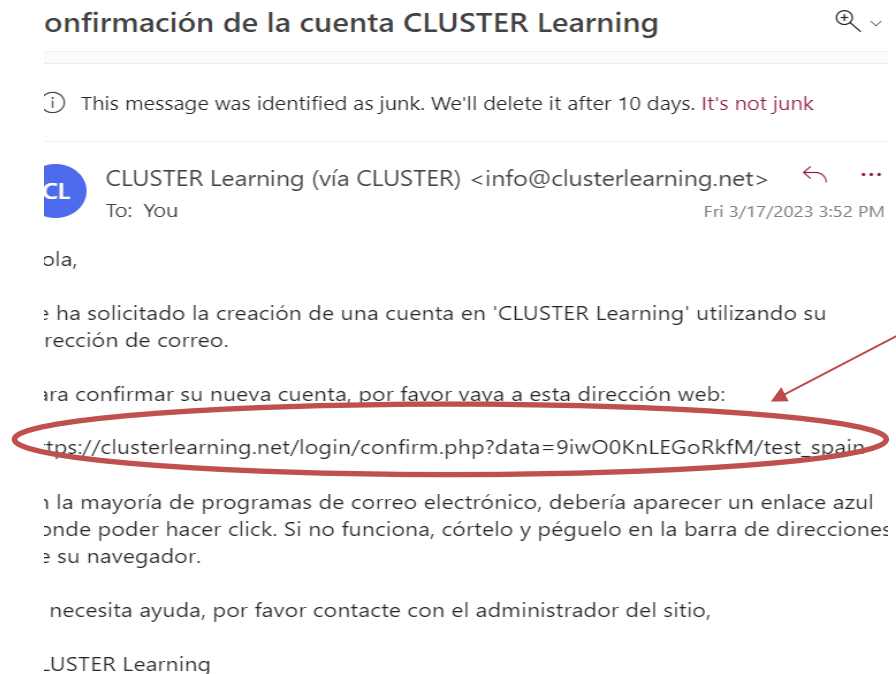 onfirmación de la cuenta CLUSTER Learning
This message was identified as junk. We'll delete it after 10 days. It's not junk
CL
CLUSTER Learning (vía CLUSTER) <info@clusterlearning.net>
To: You
Fri 3/17/2023 3:52 PM
ola,
e ha solicitado la creación de una cuenta en 'CLUSTER Learning' utilizando su
rección de correo.
ara confirmar su nueva cuenta, por favor vaya a esta dirección web:
tps://clusterlearning.net/login/confirm.php?data=9iwO0KnLEGoRkfM/test_spain
n la mayoría de programas de correo electrónico, debería aparecer un enlace azul
onde poder hacer click. Si no funciona, córtelo y péguelo en la barra de direcciones
e su navegador.
necesita ayuda, por favor contacte con el administrador del sitio,
LUSTER Learning